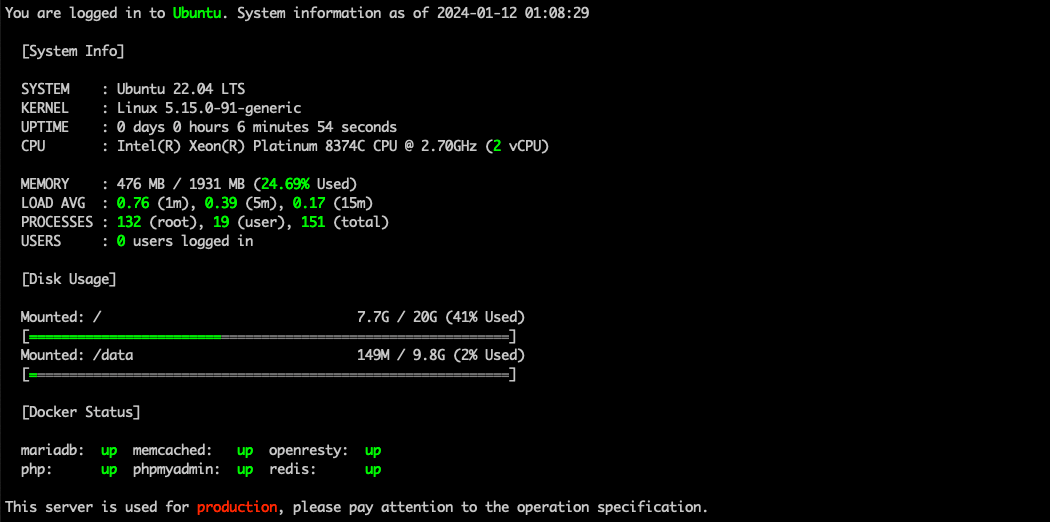 You are logged in to Ubuntu. System information as of 2024-01-12 01:08:29
[System Info]
SYSTEM    : Ubuntu 22.04 LTS
KERNEL    : Linux 5.15.0-91-generic
UPTIME    : 0 days 0 hours 6 minutes 54 seconds
CPU       : Intel(R) Xeon(R) Platinum 8374C CPU @ 2.70GHz (2 vCPU)
MEMORY    : 476 MB / 1931 MB (24.69% Used)
LOAD AVG  : 0.76 (1m), 0.39 (5m), 0.17 (15m)
PROCESSES : 132 (root), 19 (user), 151 (total)
USERS     : 0 users logged in
[Disk Usage]
Mounted: /                                7.7G / 20G (41% Used)
[============================================================]
Mounted: /data                            149M / 9.8G (2% Used)
[============================================================]
[Docker Status]
mariadb:  up  memcached:   up  openresty:  up
php:      up  phpmyadmin:  up  redis:      up
This server is used for production, please pay attention to the operation specification.